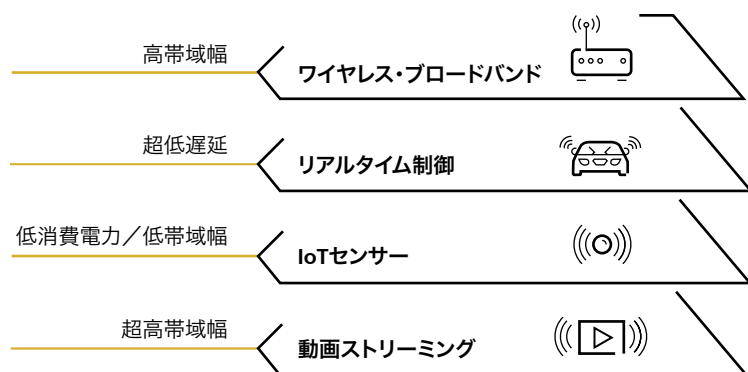 高帯域幅
ワイヤレス・ブロードバンド
超低遅延
リアルタイム制御
低消費電力／低帯域幅
IoTセンサー
超高帯域幅
動画ストリーミング